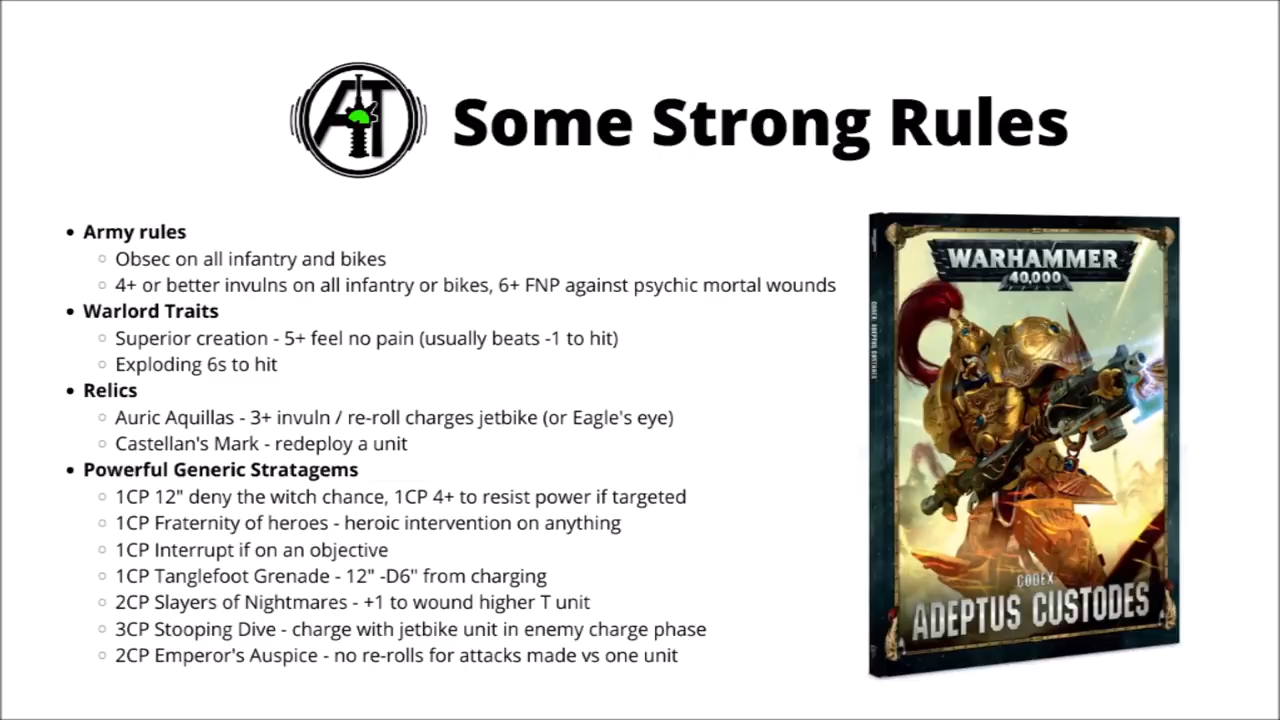 AT
Some Strong Rules
Army rules
Obsec on all infantry and bikes
4+ or better invulns on all infantry or bikes, 6+ FNP against psychic mortal wounds
Warlord Traits
Superior creation - 5+ feel no pain (usually beats -1 to hit)
Exploding 6s to hit
Relics
Auric Aquillas - 3+ invuln / re-roll charges jetbike (or Eagle's eye)
Castellan's Mark - redeploy a unit
Powerful Generic Stratagems
1CP 12" deny the witch chance, 1CP 4+ to resist power if targeted
1CP Fraternity of heroes - heroic intervention on anything
1CP Interrupt if on an objective
1CP Tanglefoot Grenade - 12" -D6" from charging
2CP Slayers of Nightmares - +1 to wound higher T unit
3CP Stooping Dive - charge with jetbike unit in enemy charge phase
2CP Emperor's Auspice - no re-rolls for attacks made vs one unit
WARHAMMER
40,000
CODEX
ADEPTUS CUSTODES
CODEX: ADEPTUS CUSTODES